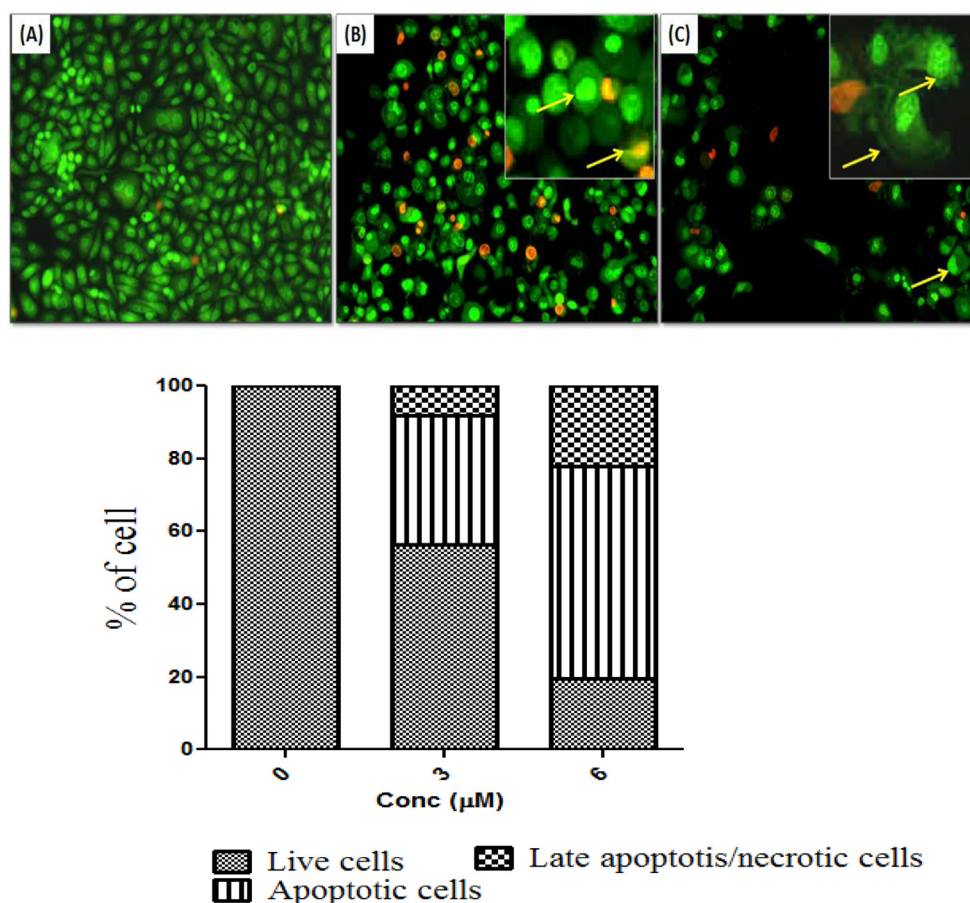 (A) (B) (C)
100
80
60
40
20
0
% of cell
0 3 6
Conc (μM)
Live cells
Late apoptotis/necrotic cells
Apoptotic cells